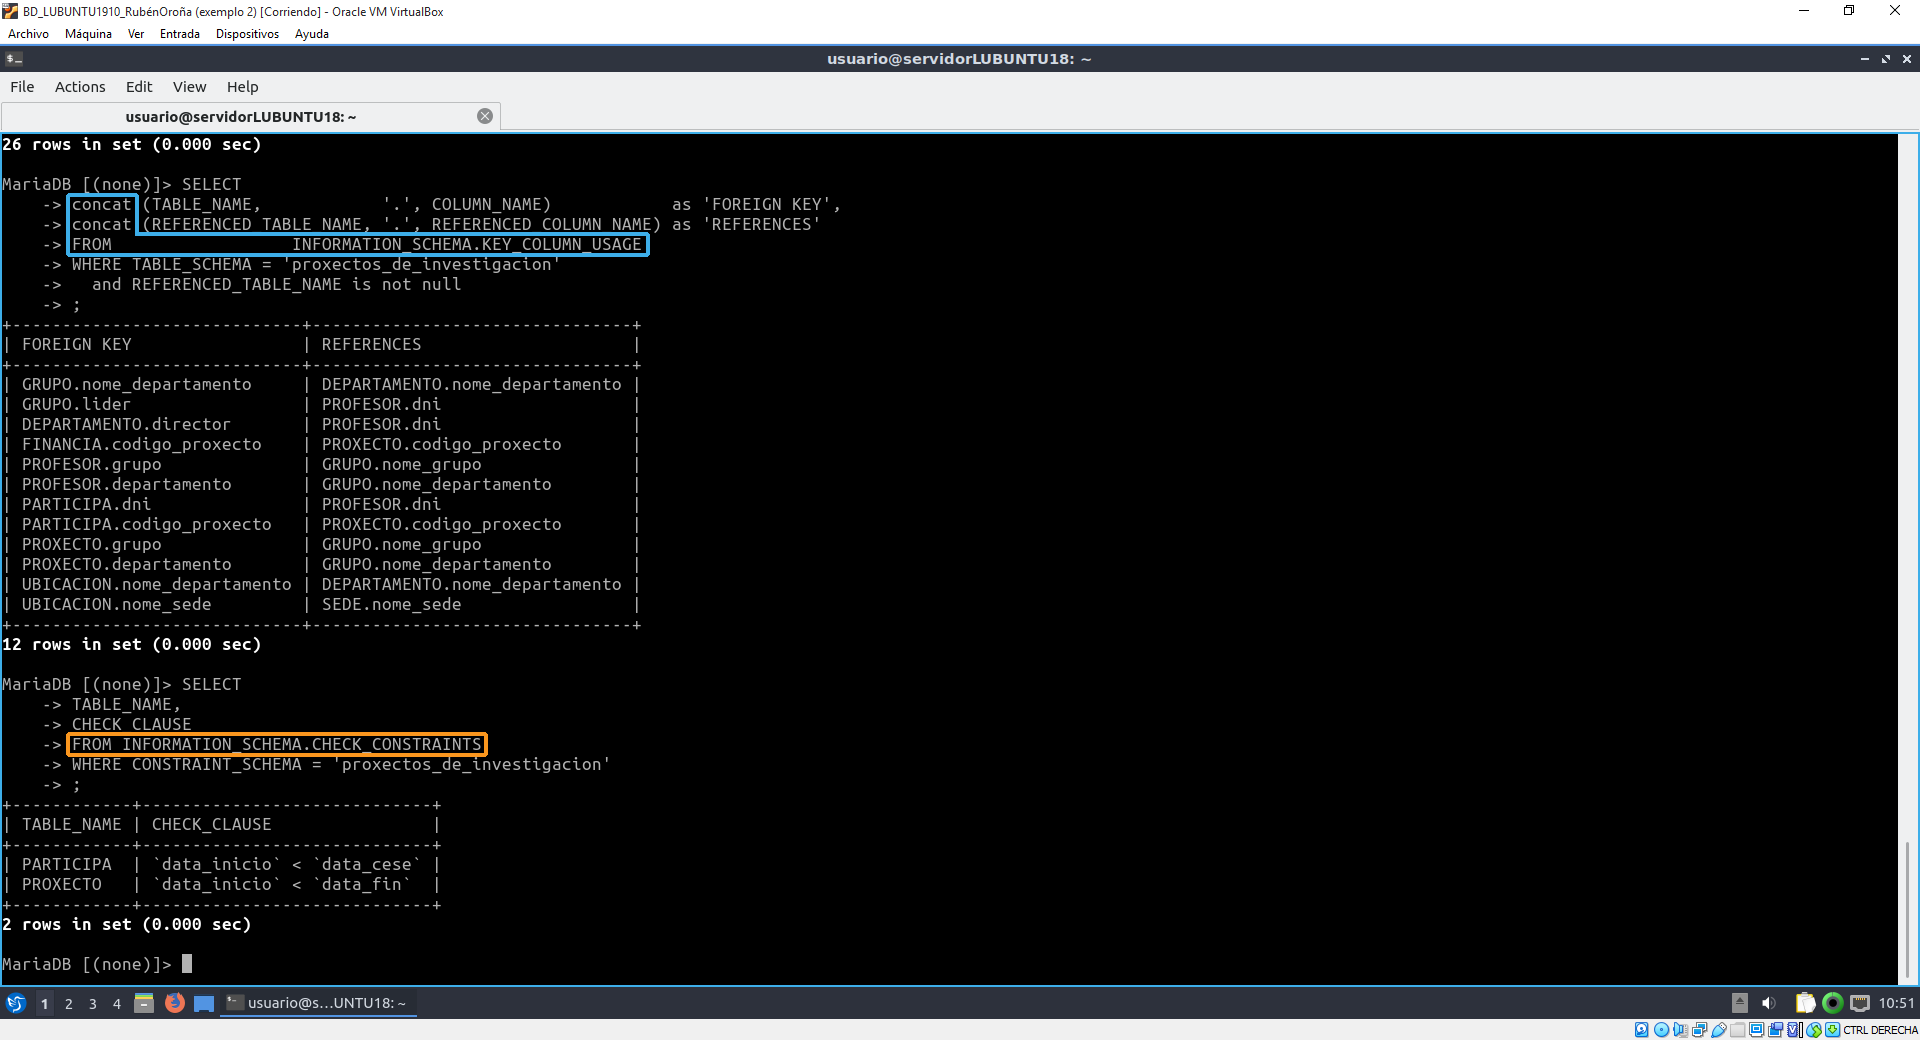 BD_LUBUNTU1910_RubénOroña (exemplo 2) [Corriendo] - Oracle VM VirtualBox
Archivo Máquina Ver Entrada Dispositivos Ayuda
usuario@servidorLUBUNTU18: ~
File Actions Edit View Help
usuario@servidorLUBUNTU18: ~
26 rows in set (0.000 sec)
MariaDB [(none)]> SELECT
    -> concat (TABLE_NAME,            '.', COLUMN_NAME)            as 'FOREIGN KEY',
    -> concat (REFERENCED_TABLE_NAME, '.', REFERENCED_COLUMN_NAME) as 'REFERENCES'
    -> FROM                  INFORMATION_SCHEMA.KEY_COLUMN_USAGE
    -> WHERE TABLE_SCHEMA = 'proxectos_de_investigacion'
    ->   and REFERENCED_TABLE_NAME is not null
    -> ;
+-----------------------------+--------------------------------+
| FOREIGN KEY                 | REFERENCES                     |
+-----------------------------+--------------------------------+
| GRUPO.nome_departamento     | DEPARTAMENTO.nome_departamento |
| GRUPO.lider                 | PROFESOR.dni                   |
| DEPARTAMENTO.director       | PROFESOR.dni                   |
| FINANCIA.codigo_proxecto    | PROXECTO.codigo_proxecto       |
| PROFESOR.grupo              | GRUPO.nome_grupo               |
| PROFESOR.departamento       | GRUPO.nome_departamento        |
| PARTICIPA.dni               | PROFESOR.dni                   |
| PARTICIPA.codigo_proxecto   | PROXECTO.codigo_proxecto       |
| PROXECTO.grupo              | GRUPO.nome_grupo               |
| PROXECTO.departamento       | GRUPO.nome_departamento        |
| UBICACION.nome_departamento | DEPARTAMENTO.nome_departamento |
| UBICACION.nome_sede         | SEDE.nome_sede                 |
+-----------------------------+--------------------------------+
12 rows in set (0.000 sec)
MariaDB [(none)]> SELECT
    -> TABLE_NAME,
    -> CHECK_CLAUSE
    -> FROM INFORMATION_SCHEMA.CHECK_CONSTRAINTS
    -> WHERE CONSTRAINT_SCHEMA = 'proxectos_de_investigacion'
    -> ;
+------------+-----------------------------+
| TABLE_NAME | CHECK_CLAUSE                |
+------------+-----------------------------+
| PARTICIPA  | `data_inicio` < `data_cese` |
| PROXECTO   | `data_inicio` < `data_fin`  |
+------------+-----------------------------+
2 rows in set (0.000 sec)
MariaDB [(none)]>
1 2 3 4 usuario@s...UNTU18: ~ 10:51
CTRL DERECHA